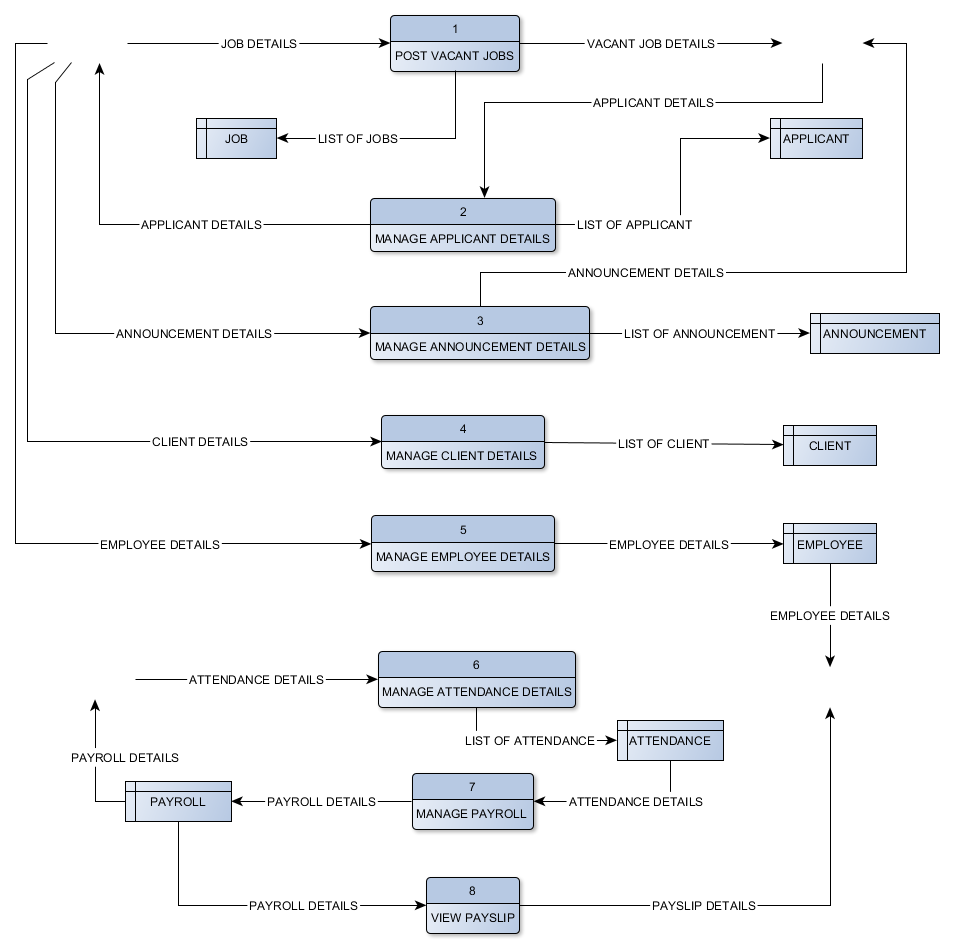 1
JOB DETAILS
VACANT JOB DETAILS
POST VACANT JOBS
APPLICANT DETAILS
JOB
LIST OF JOBS
APPLICANT
2
APPLICANT DETAILS
LIST OF APPLICANT
MANAGE APPLICANT DETAILS
ANNOUNCEMENT DETAILS
3
ANNOUNCEMENT DETAILS
LIST OF ANNOUNCEMENT
ANNOUNCEMENT
MANAGE ANNOUNCEMENT DETAILS
4
CLIENT DETAILS
LIST OF CLIENT
CLIENT
MANAGE CLIENT DETAILS
5
EMPLOYEE DETAILS
EMPLOYEE DETAILS
EMPLOYEE
MANAGE EMPLOYEE DETAILS
EMPLOYEE DETAILS
6
ATTENDANCE DETAILS
MANAGE ATTENDANCE DETAILS
LIST OF ATTENDANCE
ATTENDANCE
PAYROLL DETAILS
7
PAYROLL
PAYROLL DETAILS
ATTENDANCE DETAILS
MANAGE PAYROLL
8
PAYROLL DETAILS
PAYSLIP DETAILS
VIEW PAYSLIP